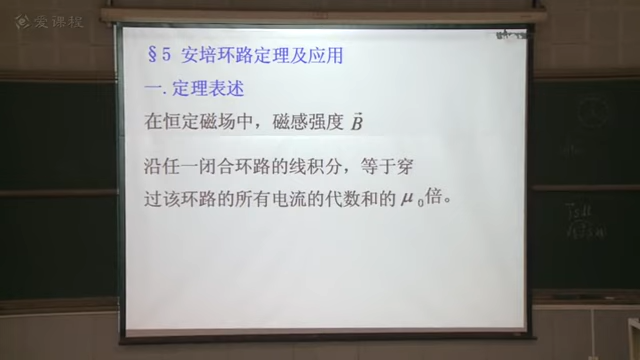 爱课程
§5 安培环路定理及应用
一.定理表述
在恒定磁场中，磁感强度 B⃗
沿任一闭合环路的线积分，等于穿
过该环路的所有电流的代数和的 μ₀倍。